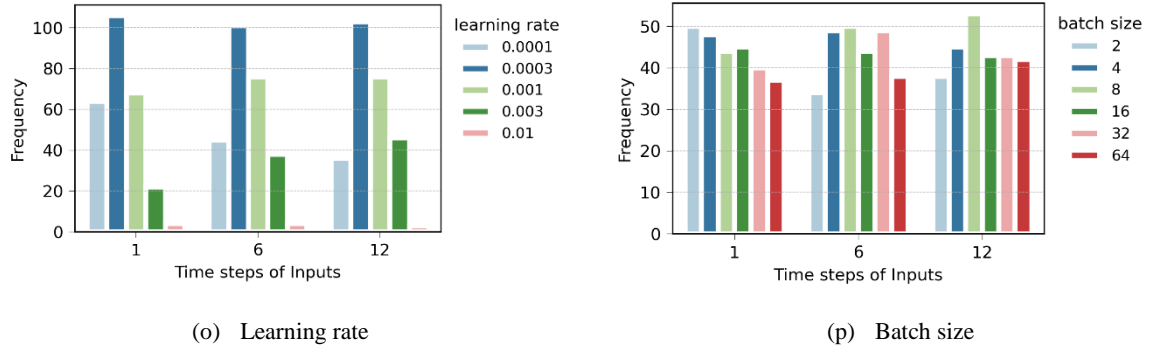 learning rate
0.0001
0.0003
0.001
0.003
0.01
Frequency
100
80
60
40
20
0
1 6 12
Time steps of Inputs
(o) Learning rate
batch size
2
4
8
16
32
64
Frequency
50
40
30
20
10
0
1 6 12
Time steps of Inputs
(p) Batch size